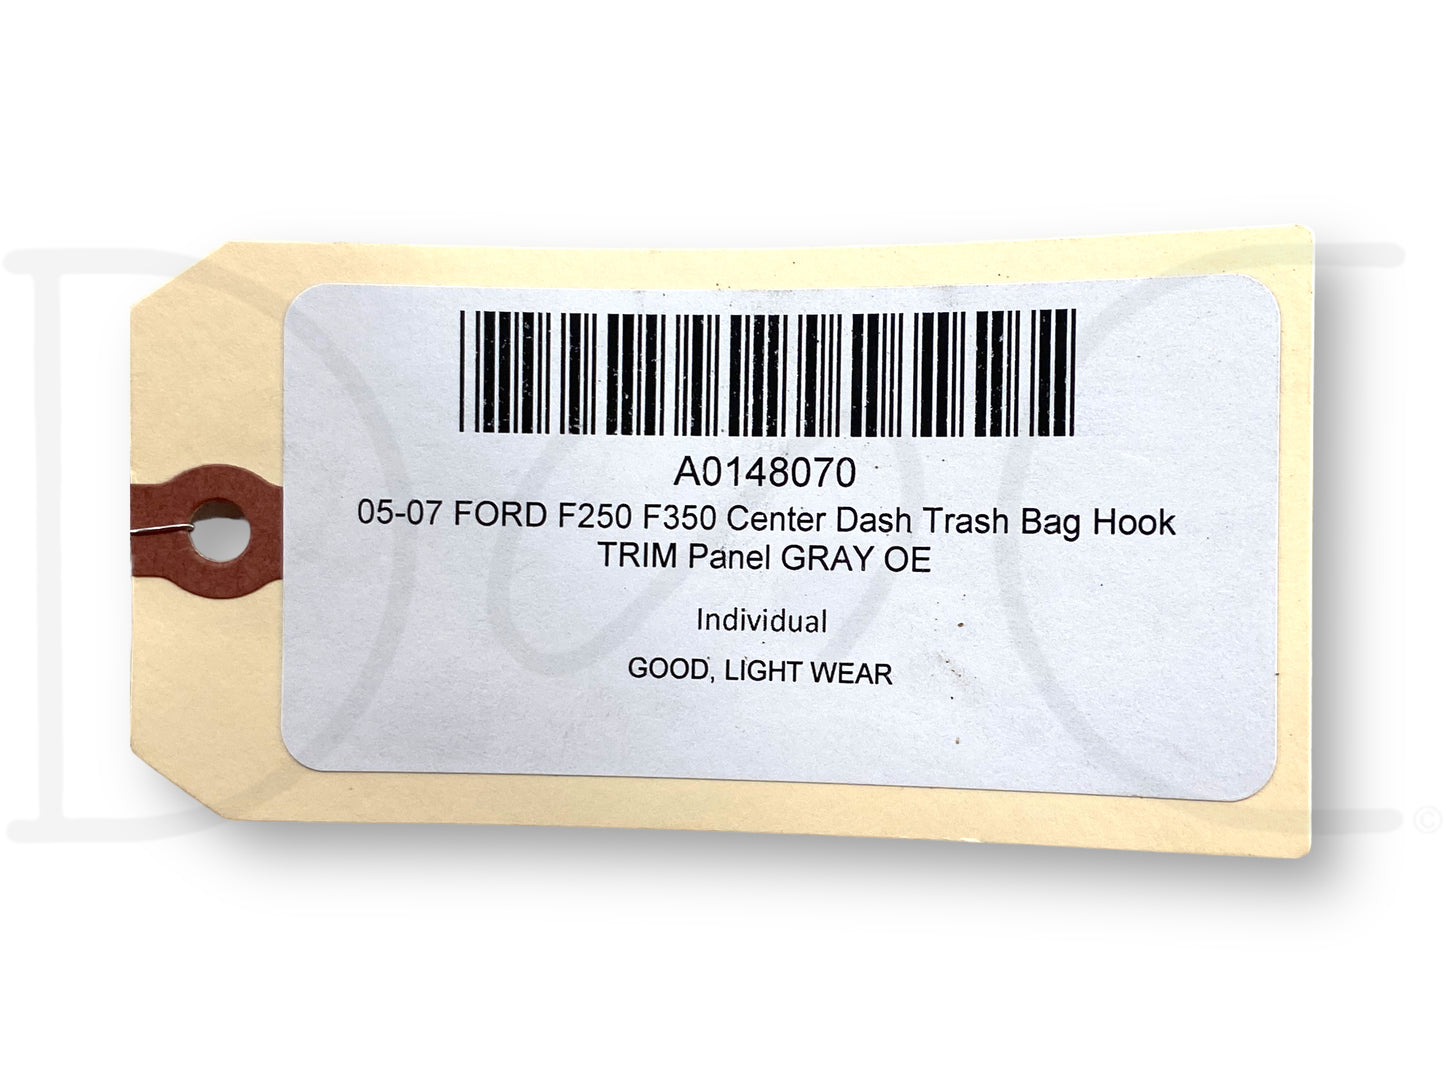 A0148070
05-07 FORD F250 F350 Center Dash Trash Bag Hook
TRIM Panel GRAY OE
Individual
GOOD, LIGHT WEAR
©